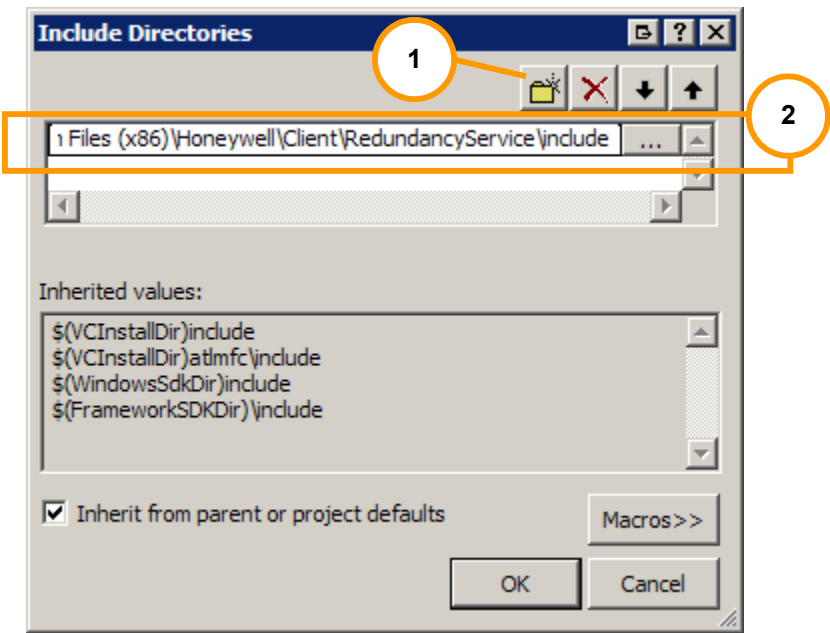 Include Directories
1
2
ı Files (x86)\Honeywell\Client\RedundancyService\include ...
Inherited values:
$(VCInstallDir)include
$(VCInstallDir)atlmfc\include
$(WindowsSdkDir)include
$(FrameworkSDKDir)\include
Inherit from parent or project defaults
Macros>>
OK Cancel